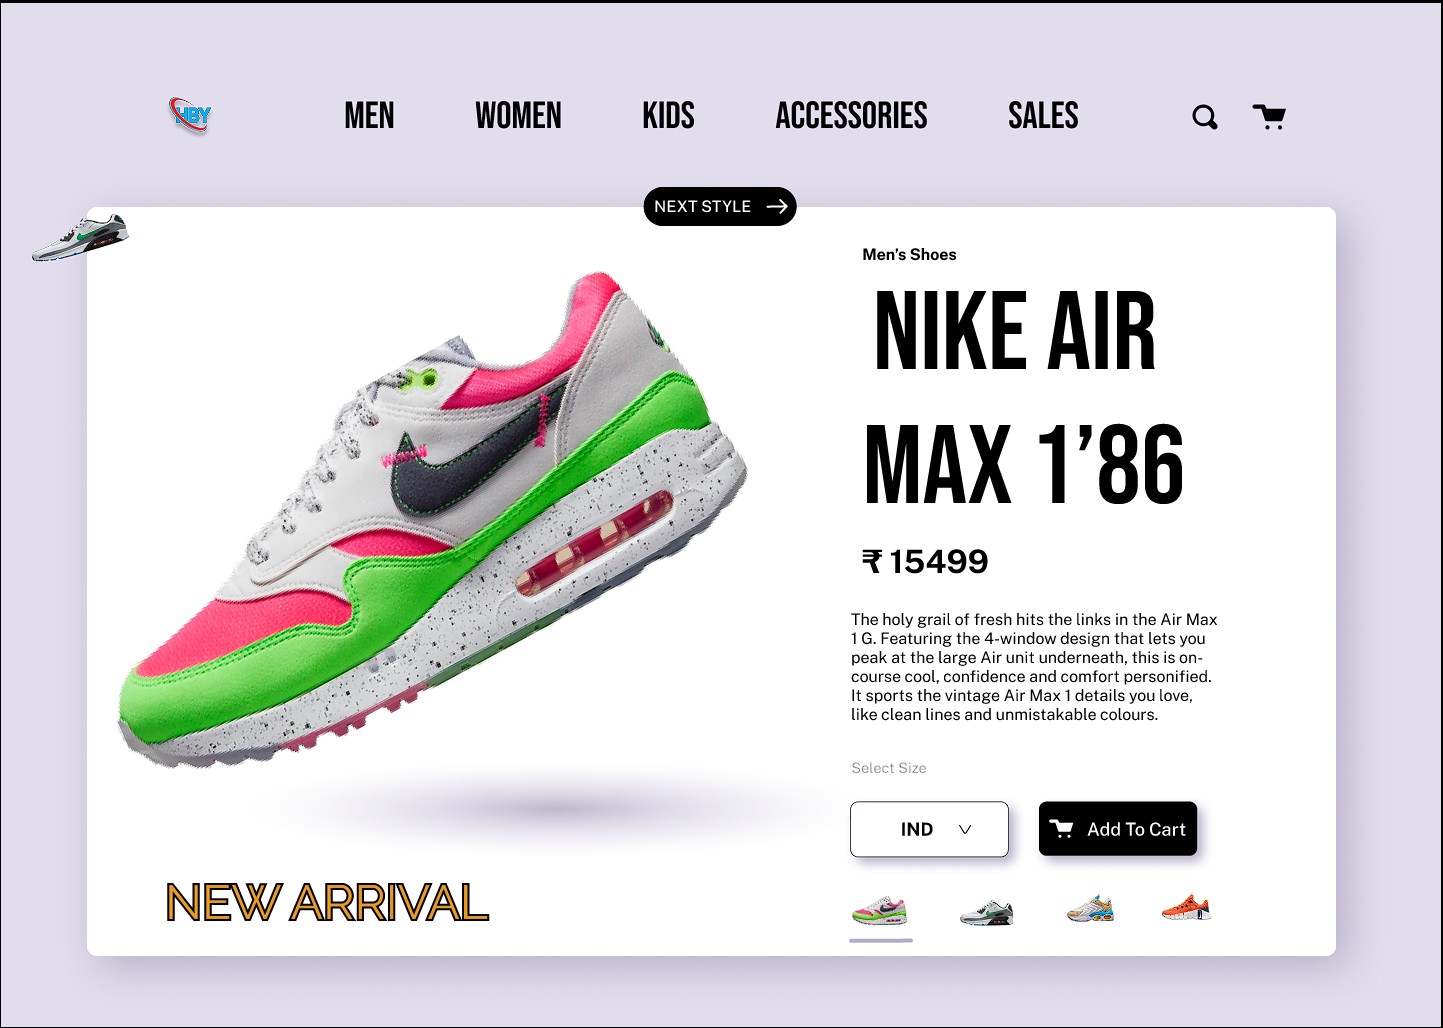 HBY
MEN
WOMEN
KIDS
ACCESSORIES
SALES
NEXT STYLE
Men’s Shoes
NIKE AIR
MAX 1’86
₹ 15499
The holy grail of fresh hits the links in the Air Max
1 G. Featuring the 4-window design that lets you
peak at the large Air unit underneath, this is on-
course cool, confidence and comfort personified.
It sports the vintage Air Max 1 details you love,
like clean lines and unmistakable colours.
Select Size
IND
Add To Cart
NEW ARRIVAL